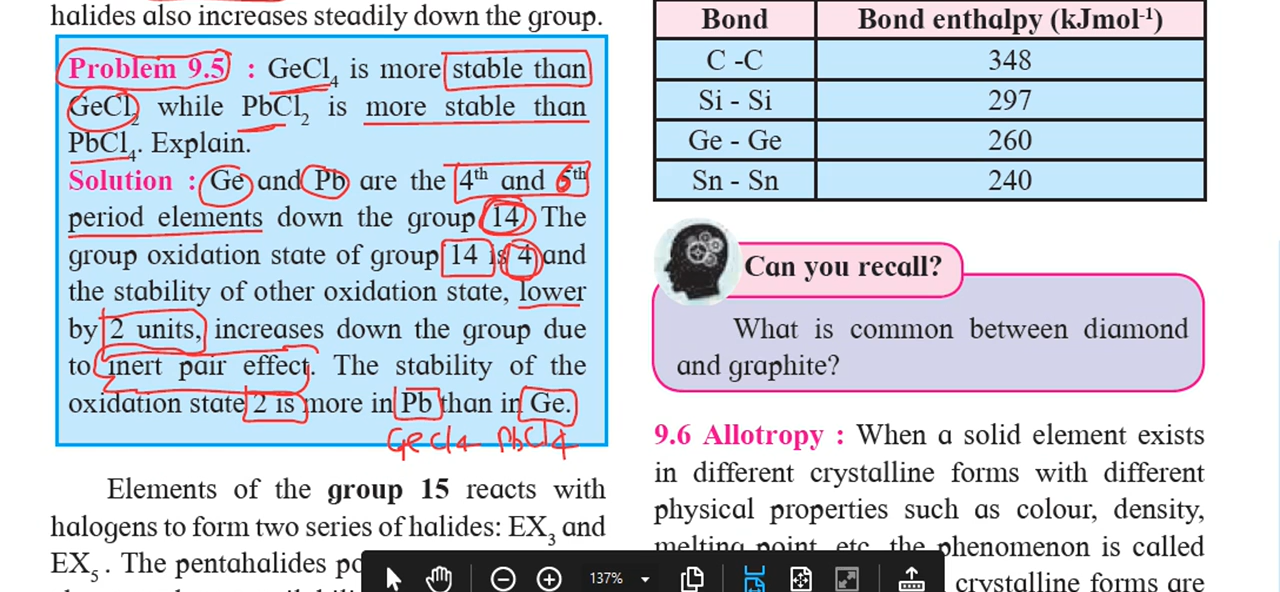 halides also increases steadily down the group.
Problem 9.5 : GeCl₄ is more stable than
GeCl₂ while PbCl₂ is more stable than
PbCl₄. Explain.
Solution : Ge and Pb are the 4th and 6th
period elements down the group 14. The
group oxidation state of group 14 is 4 and
the stability of other oxidation state, lower
by 2 units, increases down the group due
to inert pair effect. The stability of the
oxidation state 2 is more in Pb than in Ge.
GeCl4 PbCl4
Elements of the group 15 reacts with
halogens to form two series of halides: EX₃ and
EX₅. The pentahalides
Bond Bond enthalpy (kJmol⁻¹)
C -C 348
Si - Si 297
Ge - Ge 260
Sn - Sn 240
Can you recall?
What is common between diamond
and graphite?
9.6 Allotropy : When a solid element exists
in different crystalline forms with different
physical properties such as colour, density,
melting point, etc. the phenomenon is called
crystalline forms are
137%